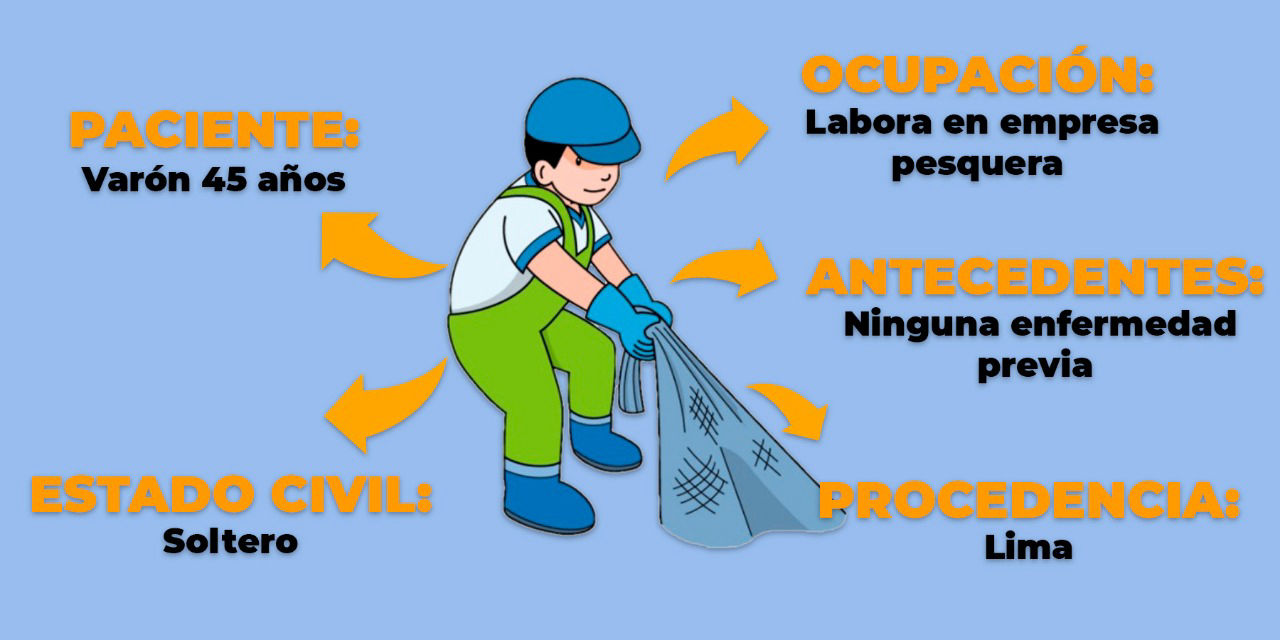 PACIENTE:
Varón 45 años
ESTADO CIVIL:
Soltero
OCUPACIÓN:
Labora en empresa
pesquera
ANTECEDENTES:
Ninguna enfermedad
previa
PROCEDENCIA:
Lima